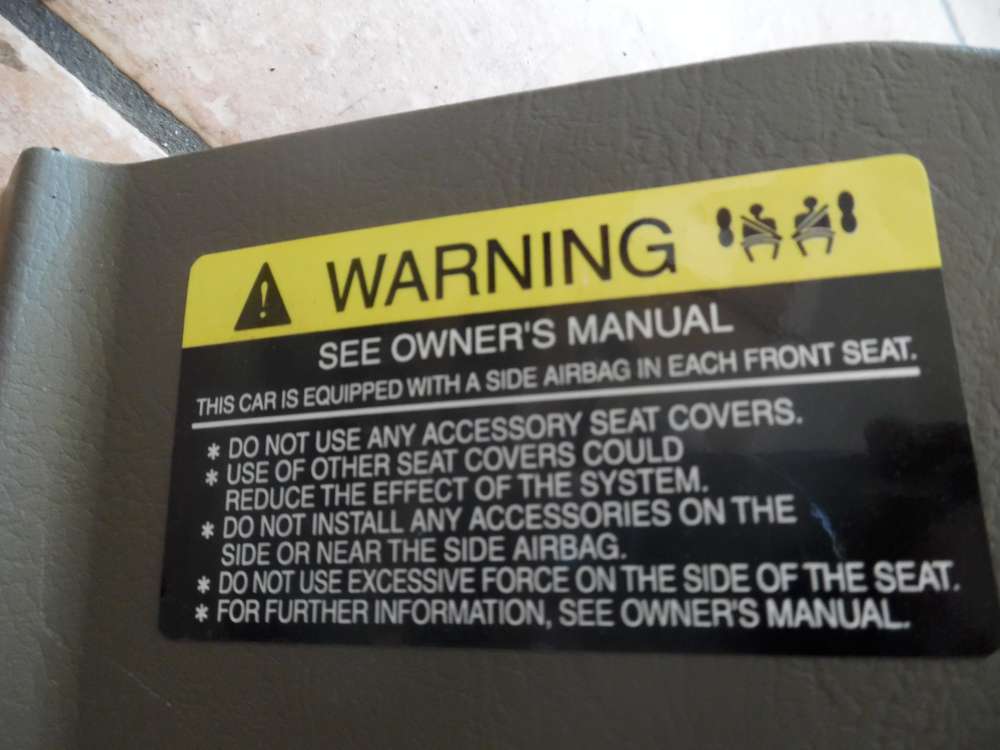 WARNING
SEE OWNER'S MANUAL
THIS CAR IS EQUIPPED WITH A SIDE AIRBAG IN EACH FRONT SEAT.
* DO NOT USE ANY ACCESSORY SEAT COVERS.
* USE OF OTHER SEAT COVERS COULD
REDUCE THE EFFECT OF THE SYSTEM.
* DO NOT INSTALL ANY ACCESSORIES ON THE
SIDE OR NEAR THE SIDE AIRBAG.
* DO NOT USE EXCESSIVE FORCE ON THE SIDE OF THE SEAT.
* FOR FURTHER INFORMATION, SEE OWNER'S MANUAL.